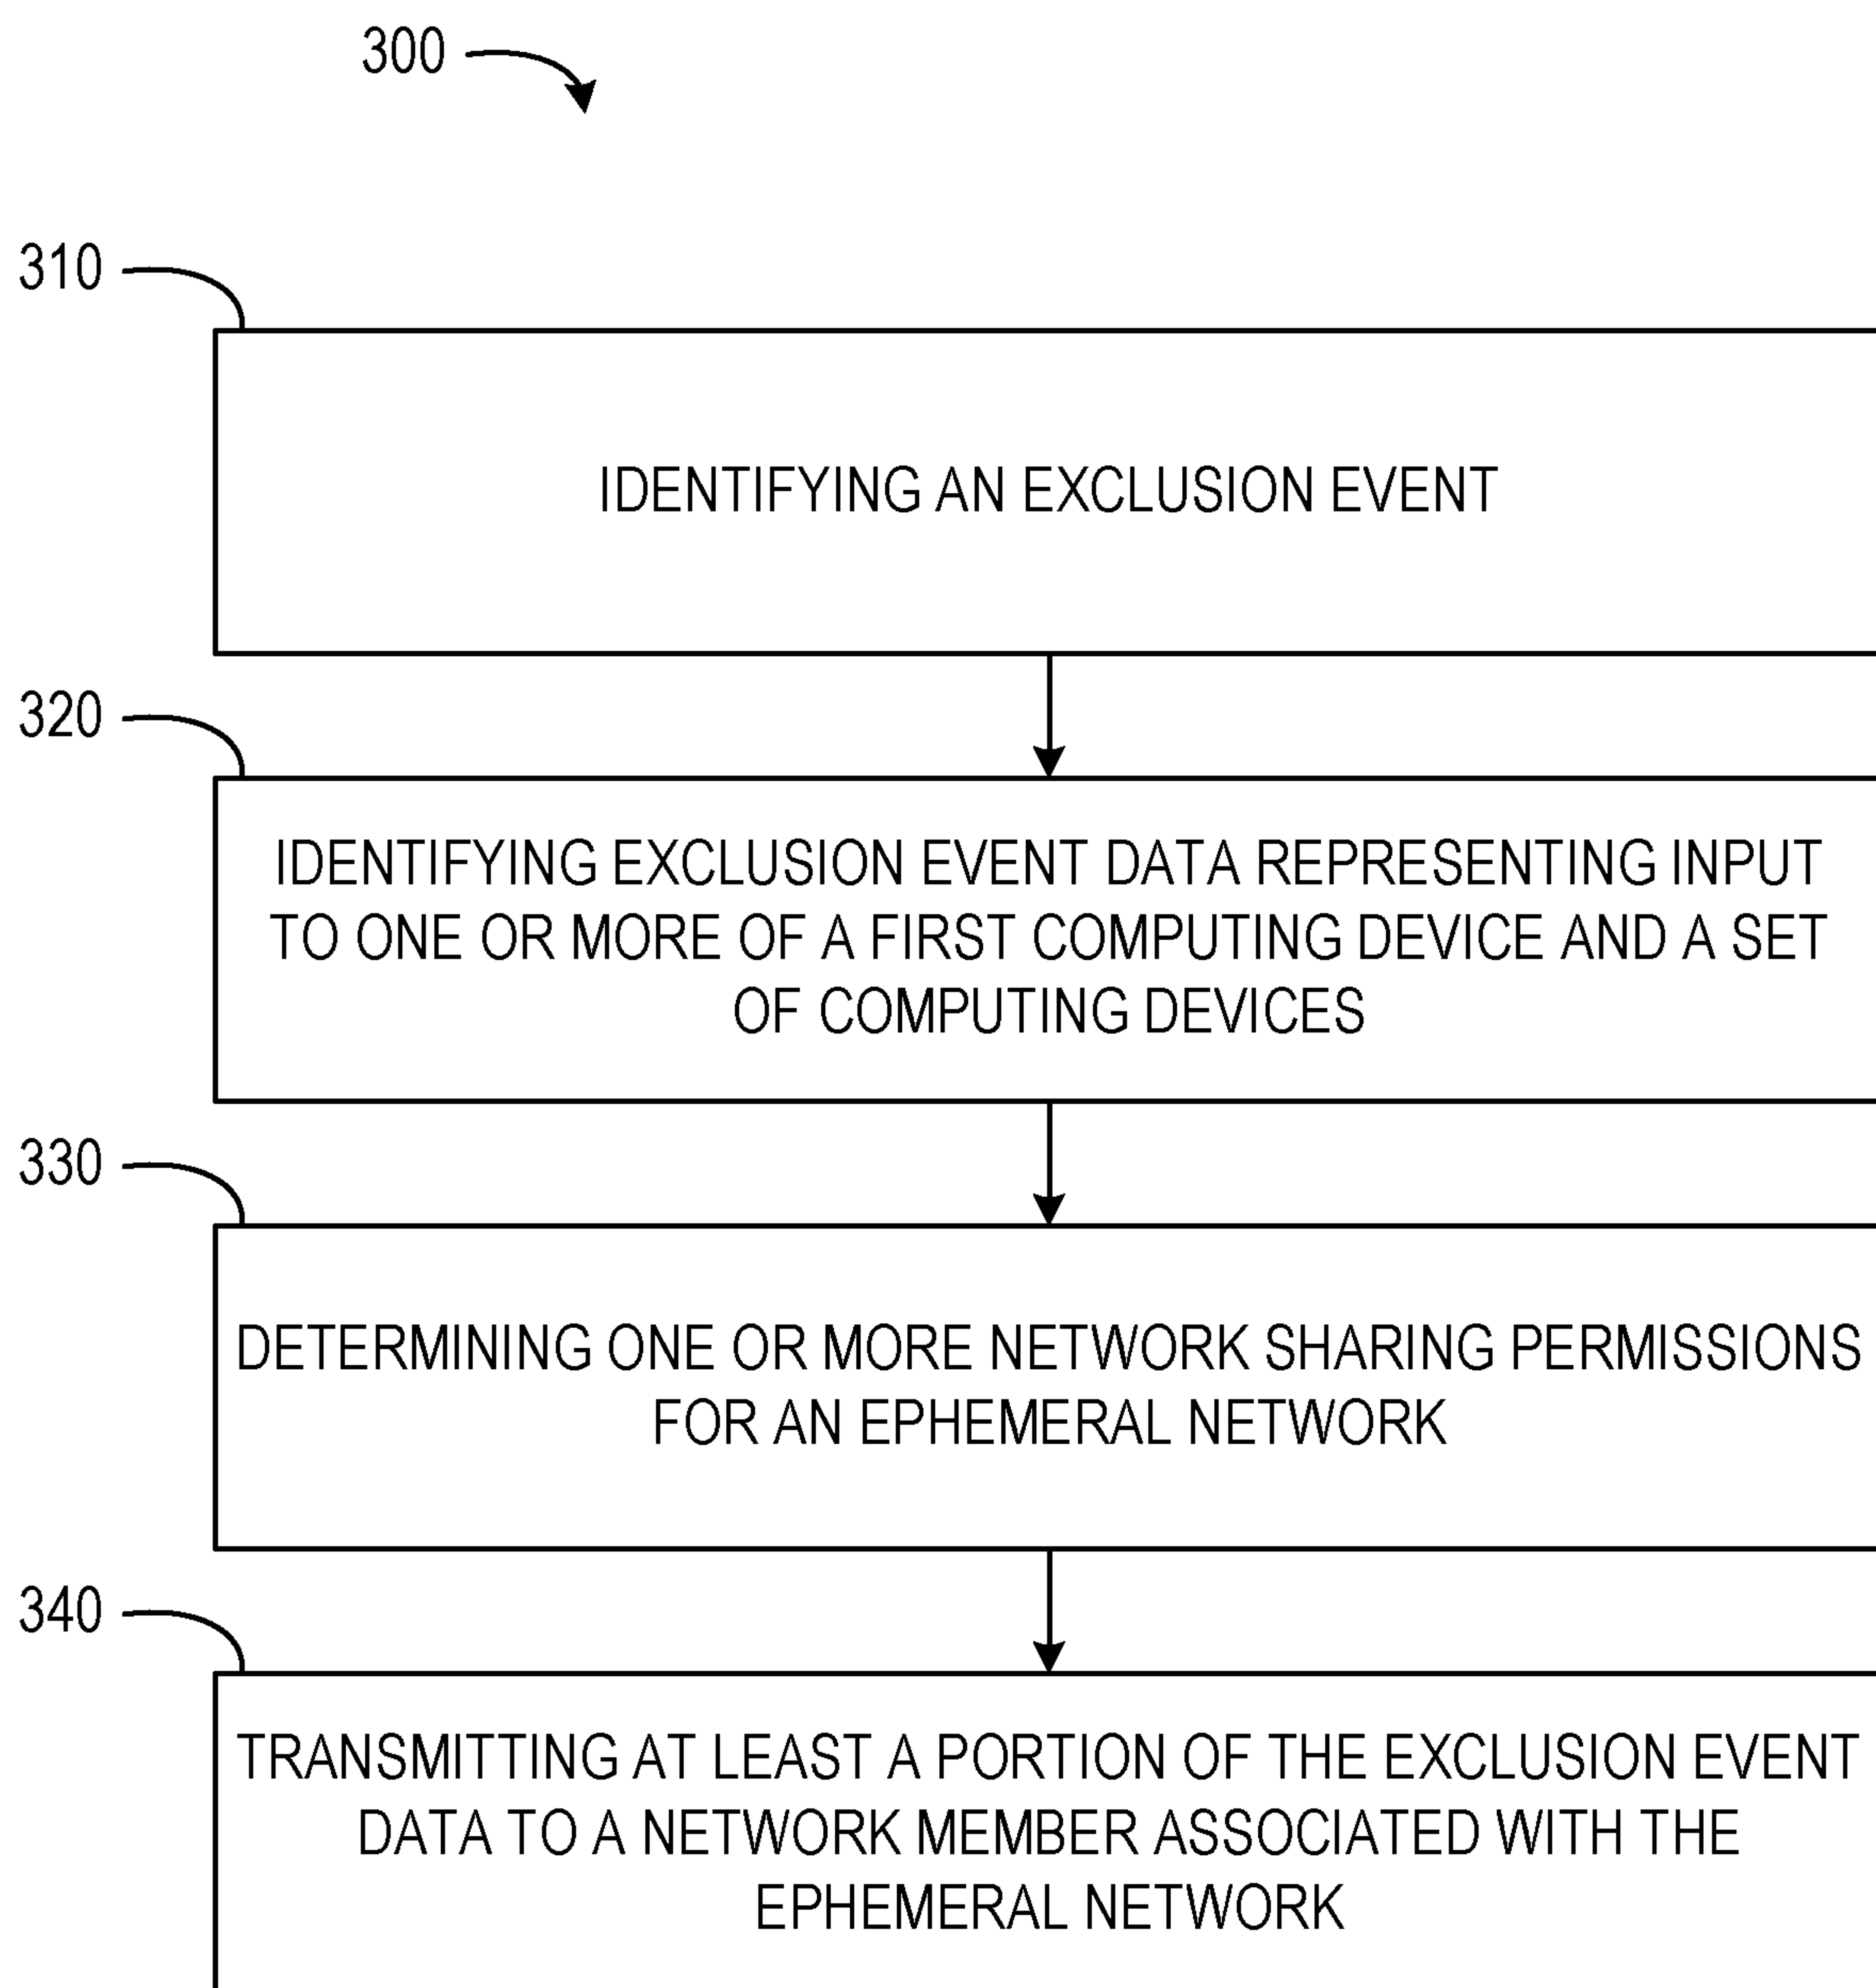 300
310
IDENTIFYING AN EXCLUSION EVENT
320
IDENTIFYING EXCLUSION EVENT DATA REPRESENTING INPUT
TO ONE OR MORE OF A FIRST COMPUTING DEVICE AND A SET
OF COMPUTING DEVICES
330
DETERMINING ONE OR MORE NETWORK SHARING PERMISSIONS
FOR AN EPHEMERAL NETWORK
340
TRANSMITTING AT LEAST A PORTION OF THE EXCLUSION EVENT
DATA TO A NETWORK MEMBER ASSOCIATED WITH THE
EPHEMERAL NETWORK